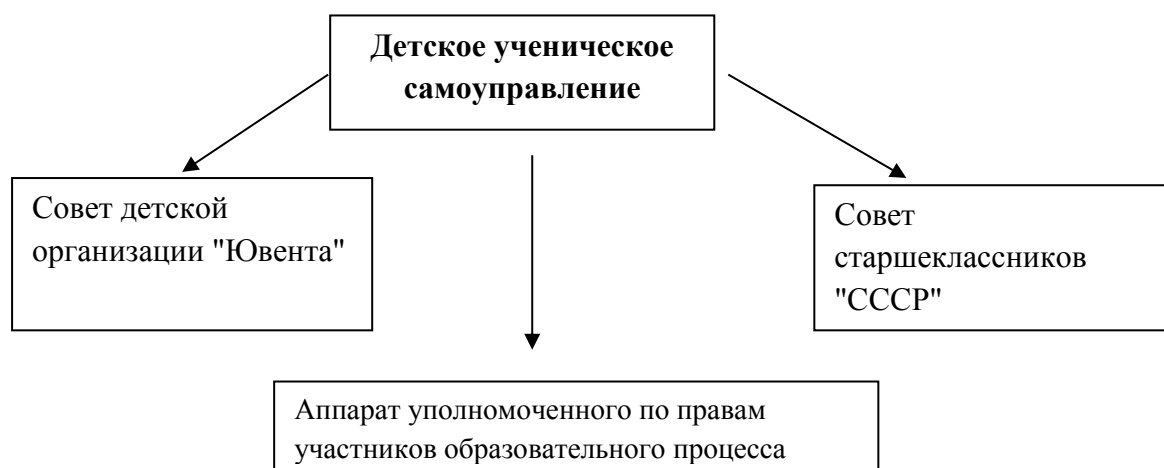 Детское ученическое
самоуправление
Совет детской
организации "Ювента"
Совет
старшеклассников
"СССР"
Аппарат уполномоченного по правам
участников образовательного процесса